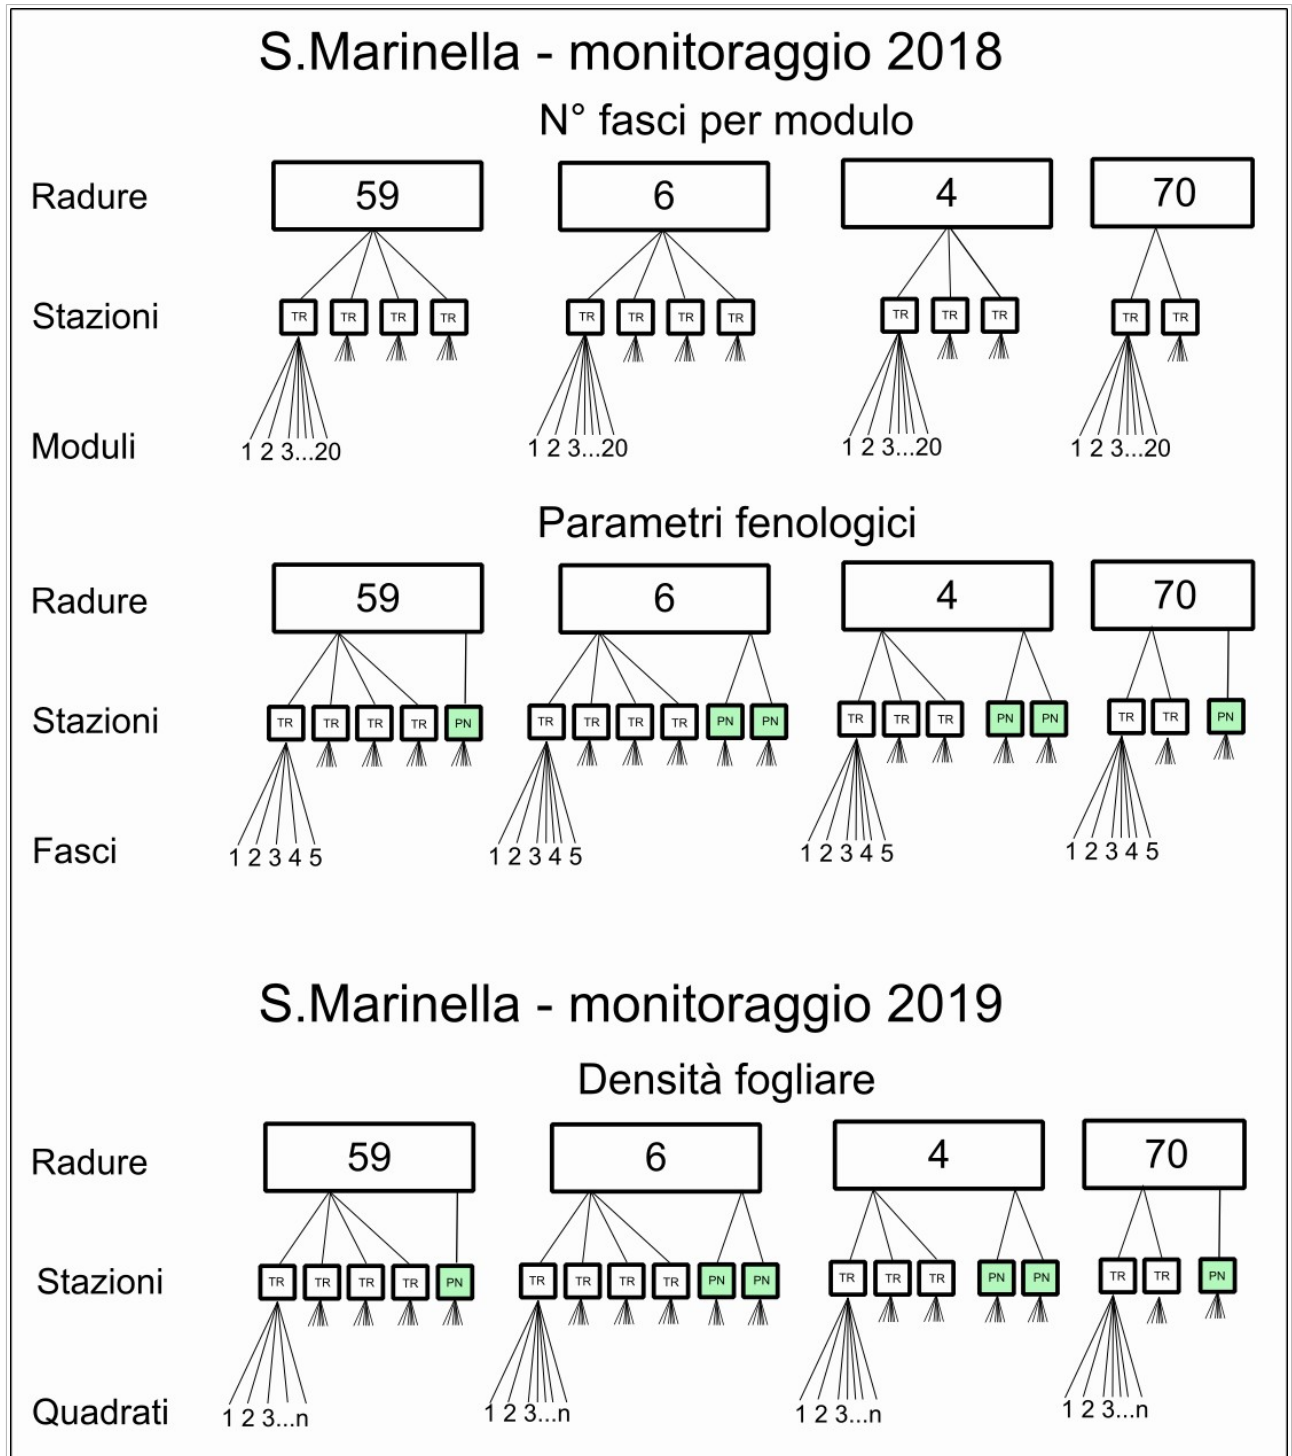 S.Marinella - monitoraggio 2018
N° fasci per modulo
Radure 59 6 4 70
Stazioni TR TR TR TR TR TR TR TR TR TR TR TR TR
Moduli 1 2 3...20 1 2 3...20 1 2 3...20 1 2 3...20
Parametri fenologici
Radure 59 6 4 70
Stazioni TR TR TR TR PN TR TR TR TR PN PN TR TR TR PN PN TR TR PN
Fasci 1 2 3 4 5 1 2 3 4 5 1 2 3 4 5 1 2 3 4 5
S.Marinella - monitoraggio 2019
Densità fogliare
Radure 59 6 4 70
Stazioni TR TR TR TR PN TR TR TR TR PN PN TR TR TR PN PN TR TR PN
Quadrati 1 2 3...n 1 2 3...n 1 2 3...n 1 2 3...n